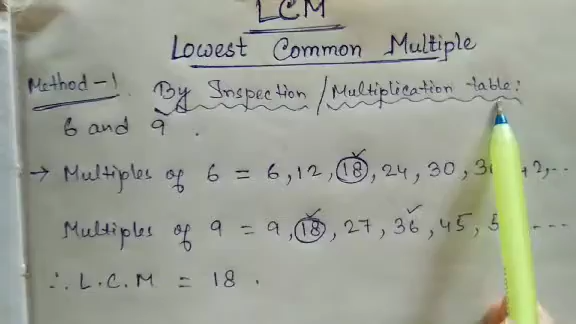 LCM
Lowest Common Multiple
Method-1. By Inspection / Multiplication table:
6 and 9.
→ Multiples of 6 = 6, 12, 18, 24, 30,
Multiples of 9 = 9, 18, 27, 36, 45, ...
∴ L.C.M = 18.